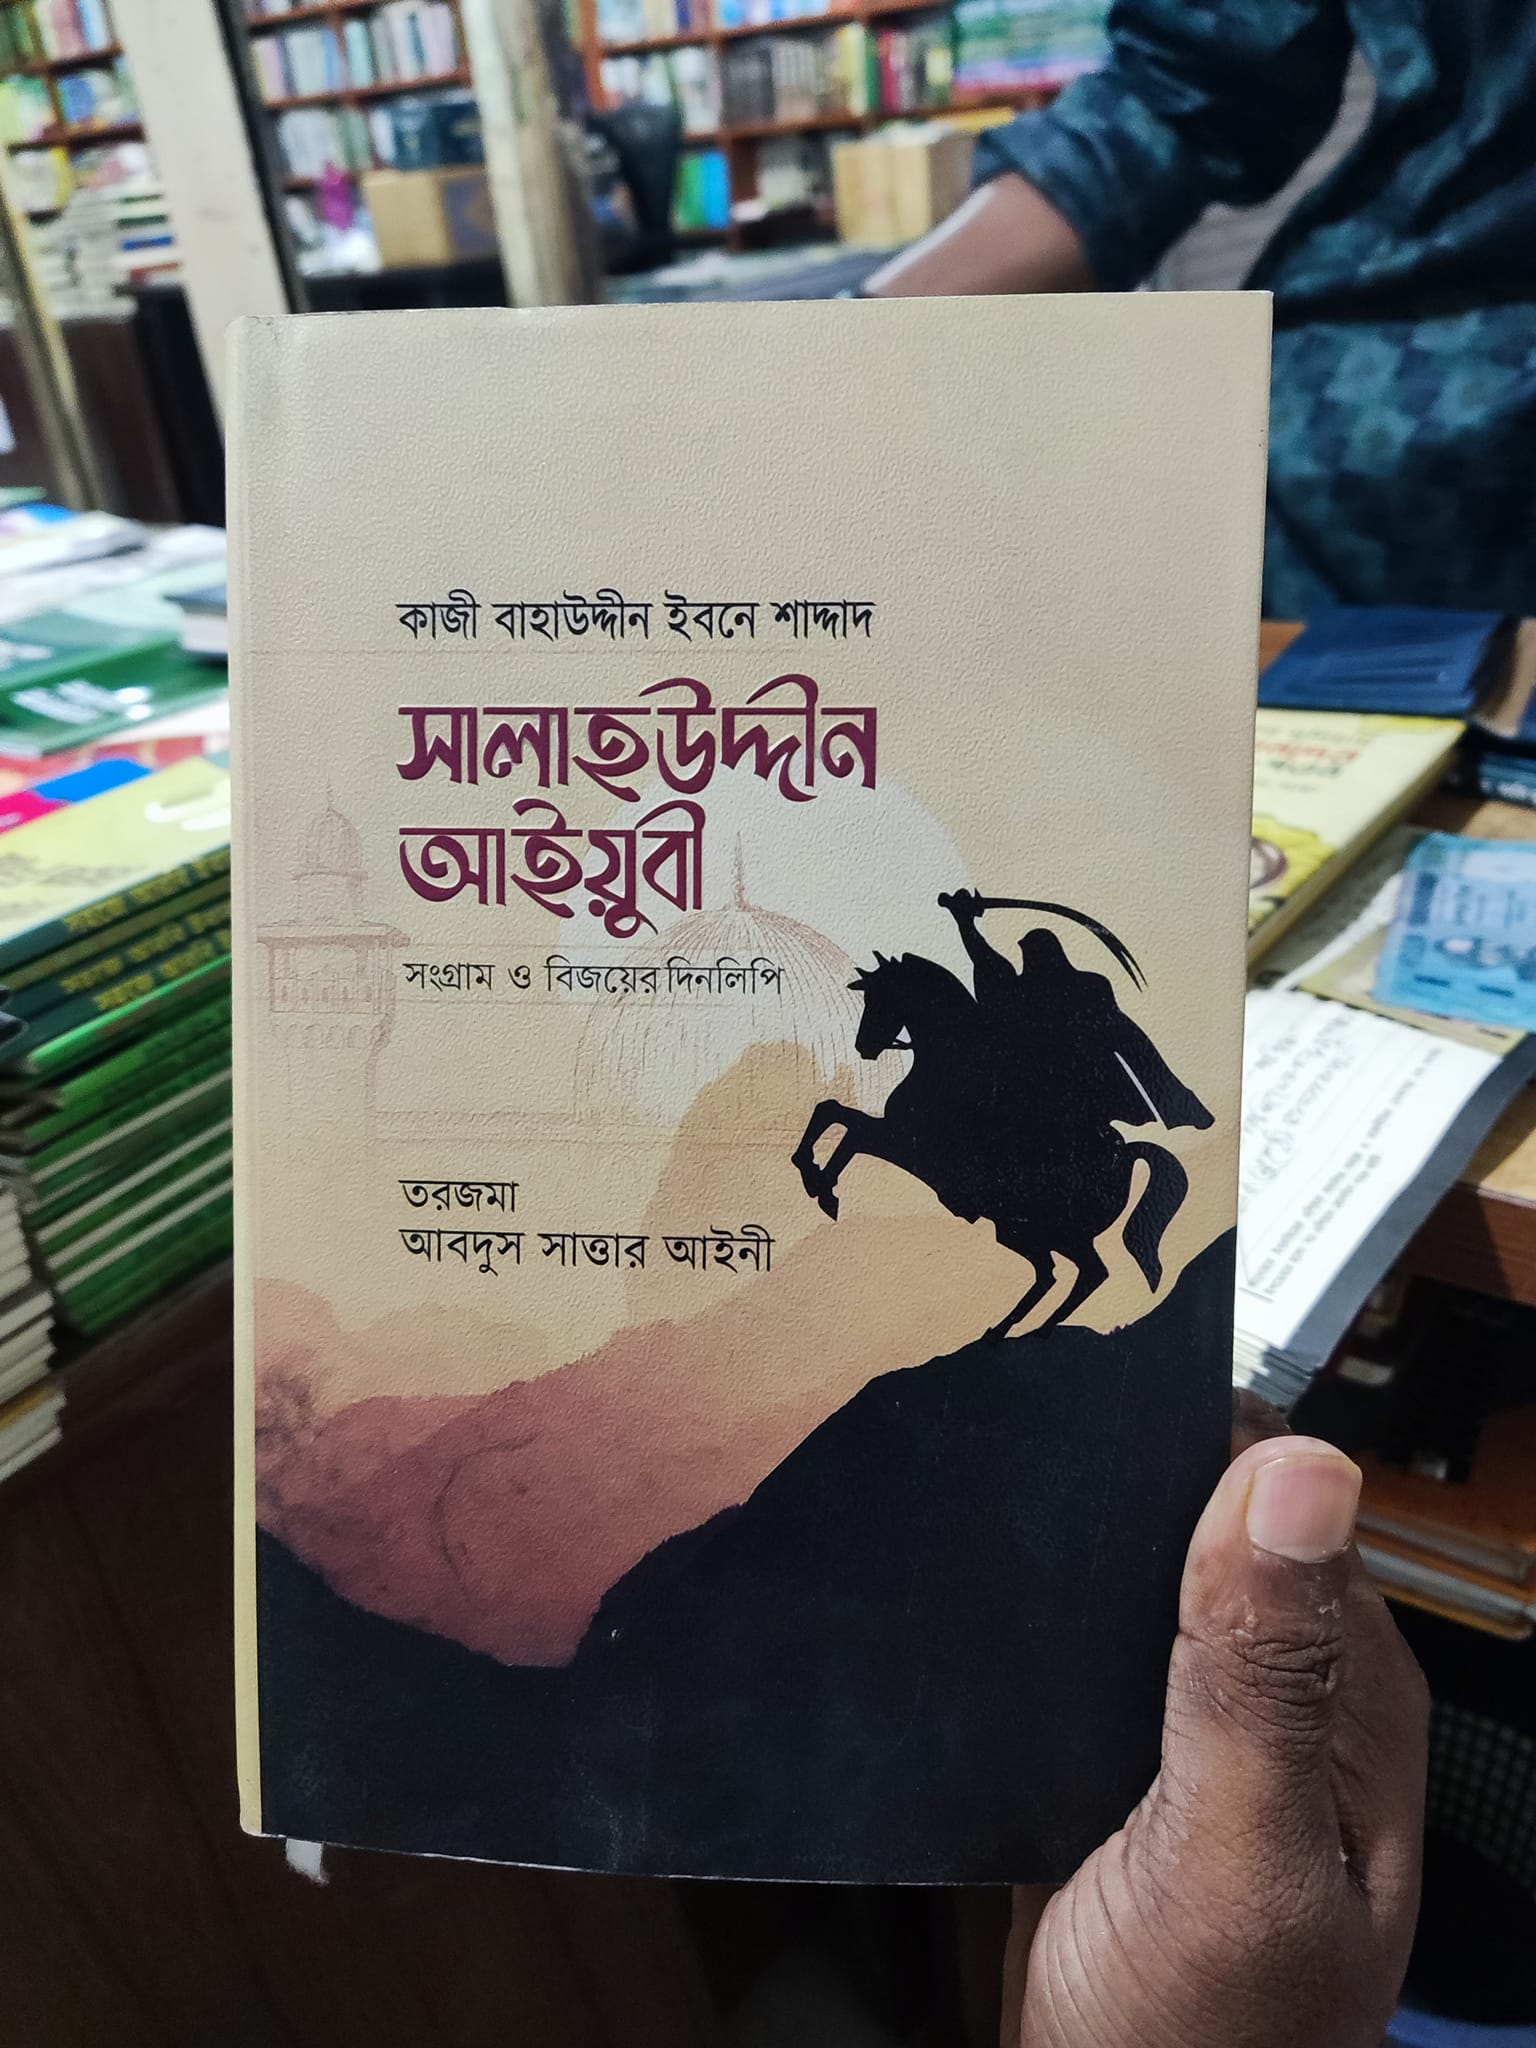 কাজী বাহাউদ্দীন ইবনে শাদ্দাদ
সালাহউদ্দীন
আইয়ুবী
সংগ্রাম ও বিজয়ের দিনলিপি
তরজমা
আবদুস সাত্তার আইনী